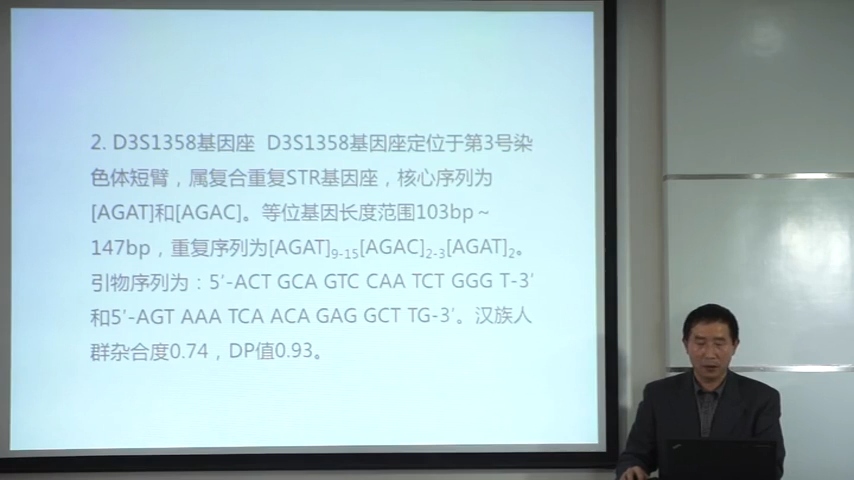 2. D3S1358基因座  D3S1358基因座定位于第3号染
色体短臂，属复合重复STR基因座，核心序列为
[AGAT]和[AGAC]。等位基因长度范围103bp～
147bp，重复序列为[AGAT]9-15[AGAC]2-3[AGAT]2。
引物序列为：5′-ACT GCA GTC CAA TCT GGG T-3′
和5′-AGT AAA TCA ACA GAG GCT TG-3′。汉族人
群杂合度0.74，DP值0.93。